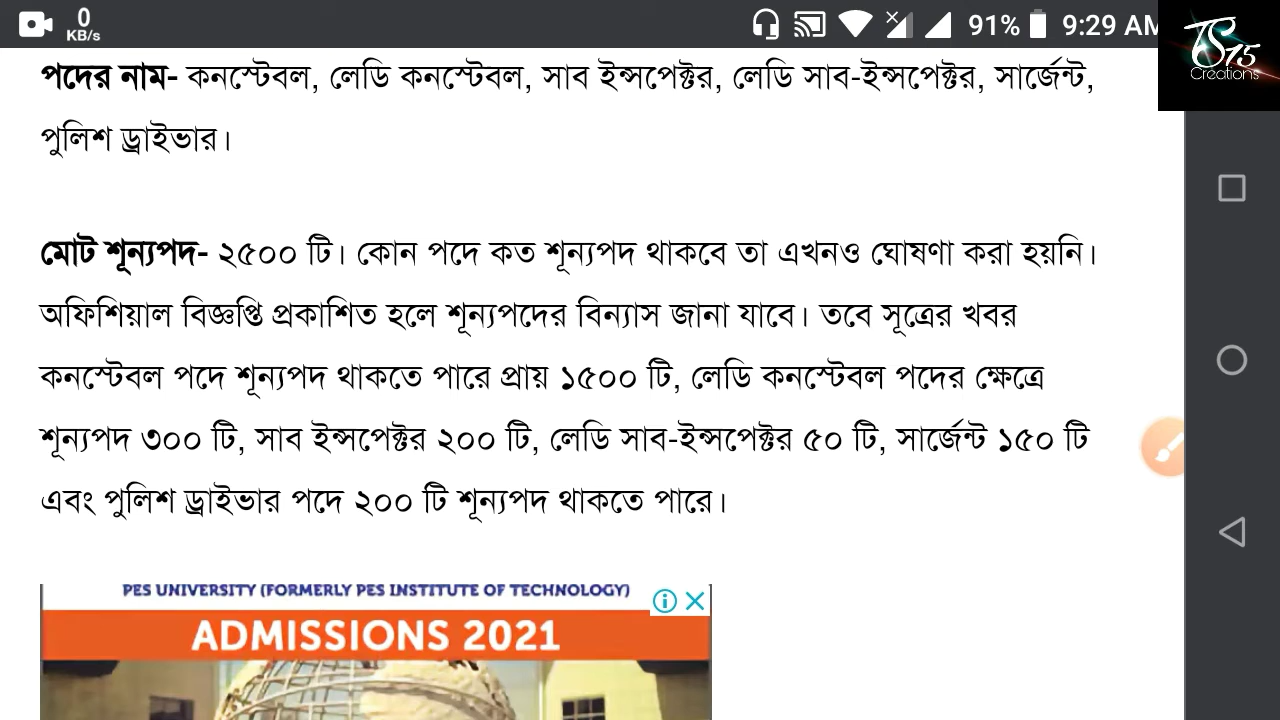 0
KB/s
91%
9:29 AM
TS15
Creations
পদের নাম- কনস্টেবল, লেডি কনস্টেবল, সাব ইন্সপেক্টর, লেডি সাব-ইন্সপেক্টর, সার্জেন্ট,
পুলিশ ড্রাইভার।
মোট শূন্যপদ- ২৫০০ টি। কোন পদে কত শূন্যপদ থাকবে তা এখনও ঘোষণা করা হয়নি।
অফিশিয়াল বিজ্ঞপ্তি প্রকাশিত হলে শূন্যপদের বিন্যাস জানা যাবে। তবে সূত্রের খবর
কনস্টেবল পদে শূন্যপদ থাকতে পারে প্রায় ১৫০০ টি, লেডি কনস্টেবল পদের ক্ষেত্রে
শূন্যপদ ৩০০ টি, সাব ইন্সপেক্টর ২০০ টি, লেডি সাব-ইন্সপেক্টর ৫০ টি, সার্জেন্ট ১৫০ টি
এবং পুলিশ ড্রাইভার পদে ২০০ টি শূন্যপদ থাকতে পারে।
PES UNIVERSITY (FORMERLY PES INSTITUTE OF TECHNOLOGY)
ADMISSIONS 2021